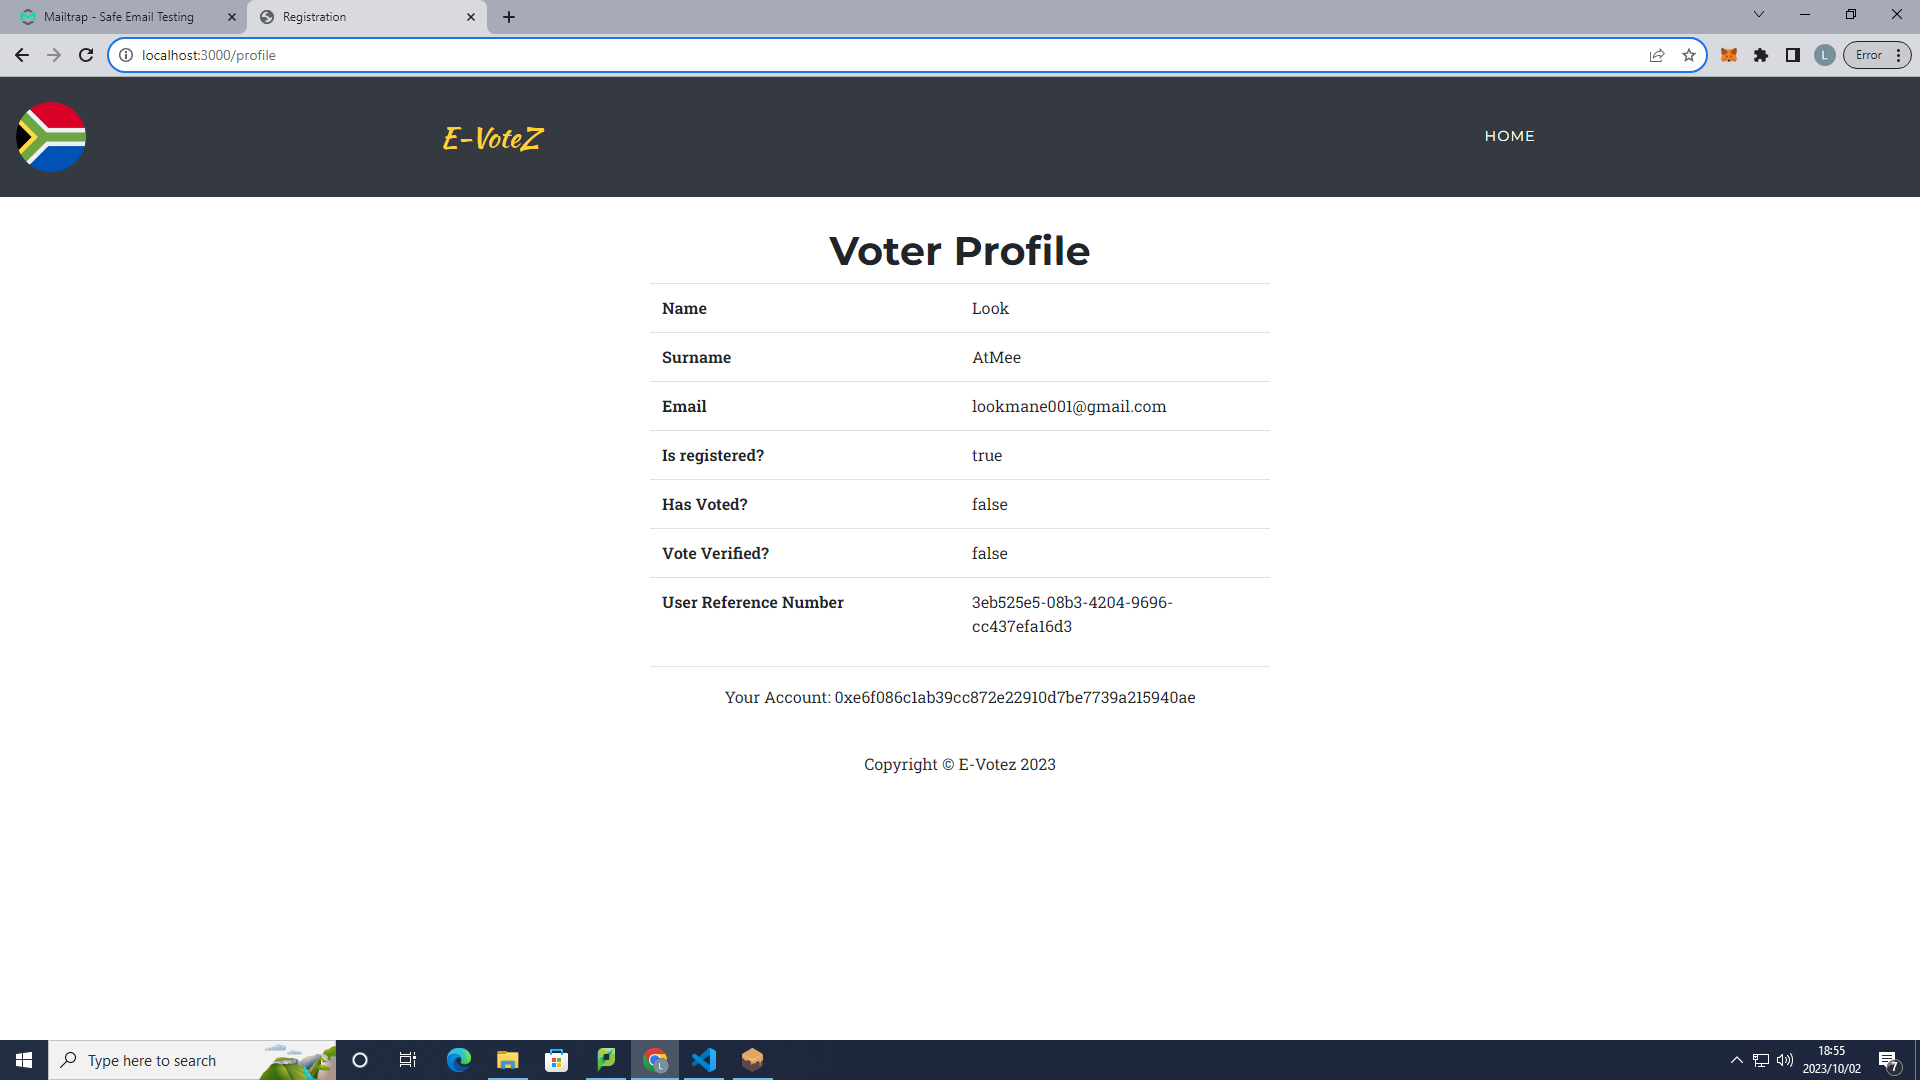 Mailtrap - Safe Email Testing
Registration
localhost:3000/profile
L
Error
E-VoteZ
HOME
Voter Profile
Name Look
Surname AtMee
Email lookmane001@gmail.com
Is registered? true
Has Voted? false
Vote Verified? false
User Reference Number 3eb525e5-08b3-4204-9696-
cc437efa16d3
Your Account: 0xe6f086c1ab39cc872e22910d7be7739a215940ae
Copyright © E-Votez 2023
Type here to search
L
18:55
2023/10/02
7